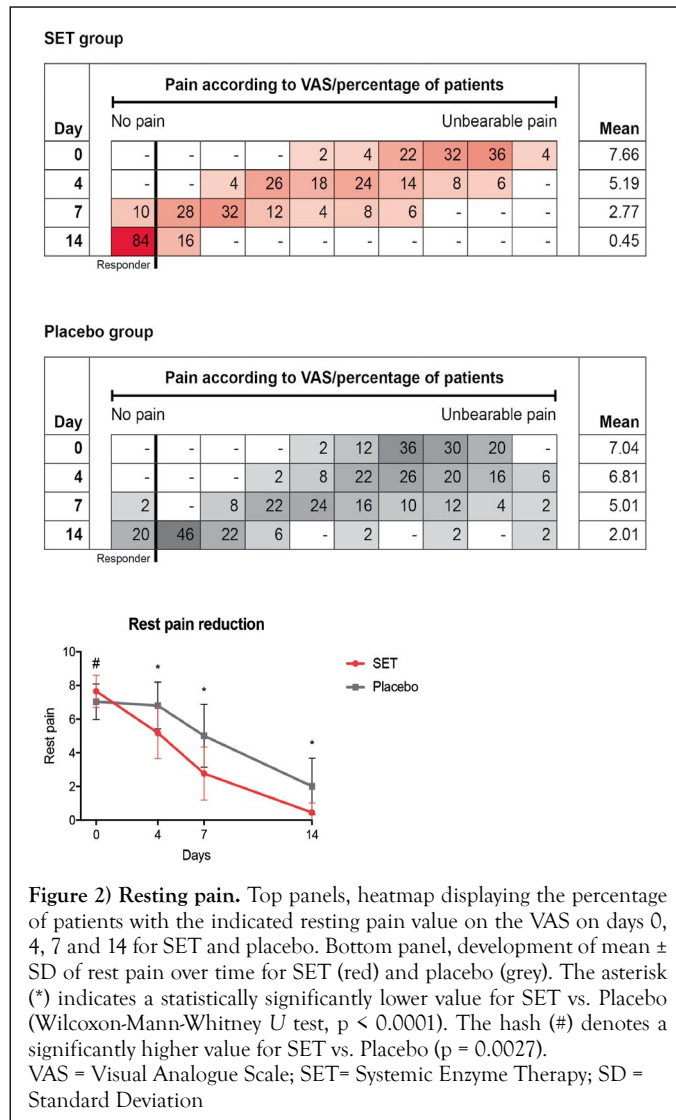 SET group
Pain according to VAS/percentage of patients
Day No pain Unbearable pain Mean
0 - - - - 2 4 22 32 36 4 7.66
4 - - 4 26 18 24 14 8 6 - 5.19
7 10 28 32 12 4 8 6 - - - 2.77
14 84 16 - - - - - - - - 0.45
Responder
Placebo group
Pain according to VAS/percentage of patients
Day No pain Unbearable pain Mean
0 - - - - 2 12 36 30 20 - 7.04
4 - - - 2 8 22 26 20 16 6 6.81
7 2 - 8 22 24 16 10 12 4 2 5.01
14 20 46 22 6 - 2 - 2 - 2 2.01
Responder
Rest pain reduction
10
8
6
4
2
0
Rest pain
# * * *
SET
Placebo
0 4 7 14
Days
Figure 2) Resting pain. Top panels, heatmap displaying the percentage
of patients with the indicated resting pain value on the VAS on days 0,
4, 7 and 14 for SET and placebo. Bottom panel, development of mean ±
SD of rest pain over time for SET (red) and placebo (grey). The asterisk
(*) indicates a statistically significantly lower value for SET vs. Placebo
(Wilcoxon-Mann-Whitney U test, p < 0.0001). The hash (#) denotes a
significantly higher value for SET vs. Placebo (p = 0.0027).
VAS = Visual Analogue Scale; SET= Systemic Enzyme Therapy; SD =
Standard Deviation